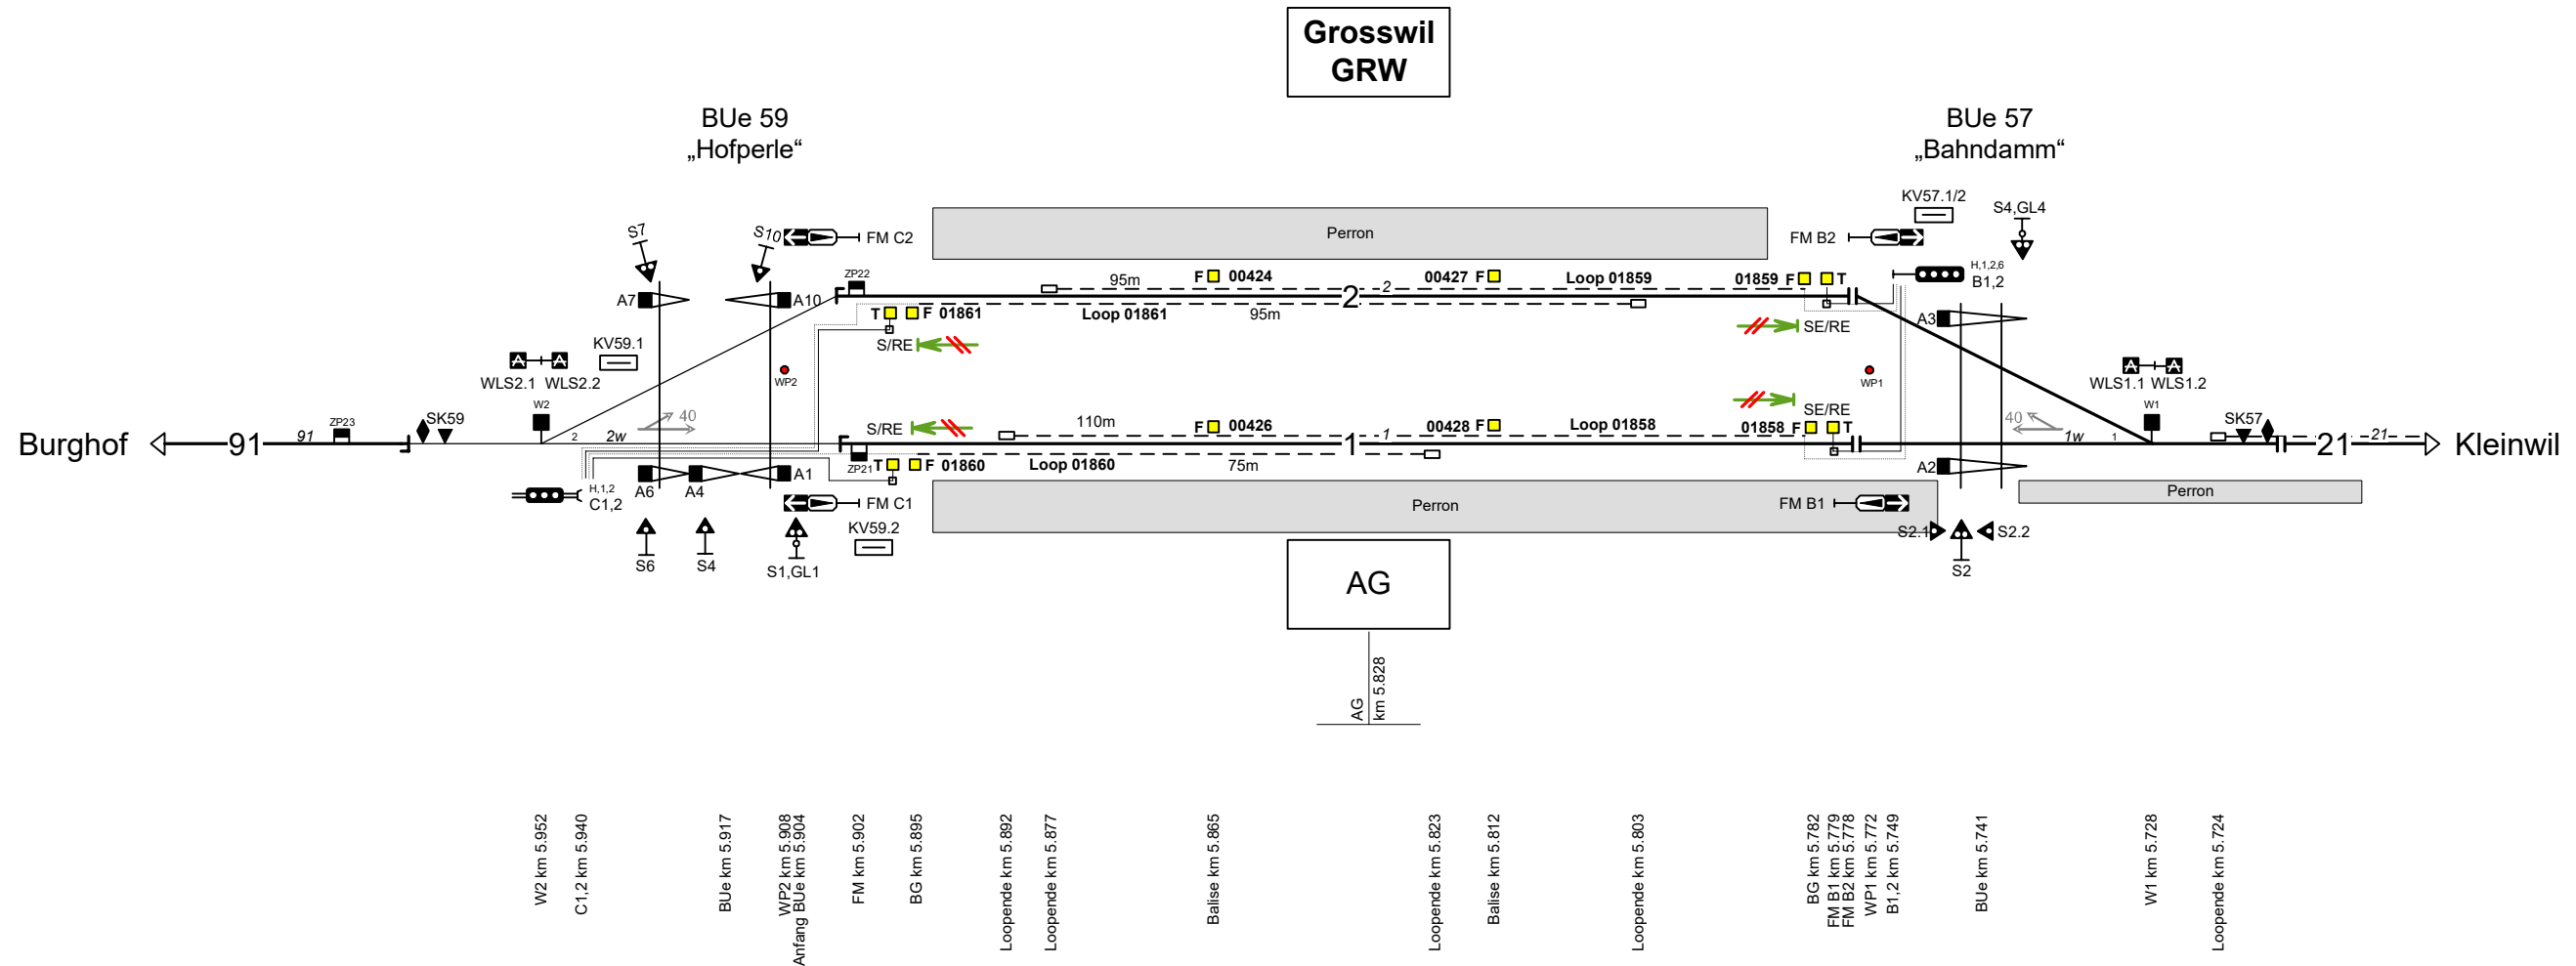 Grosswil
GRW
BUe 59
„Hofperle“
BUe 57
„Bahndamm“
KV57.1/2
S4,GL4
S7
S10
FM C2
Perron
FM B2
H,1,2,6
B1,2
A7
A10
ZP22
95m
F 00424
00427 F
Loop 01859
01859 F
T
2
2
T
F 01861
Loop 01861
95m
SE/RE
A3
S/RE
KV59.1
WLS2.1 WLS2.2
WP2
WP1
WLS1.1 WLS1.2
W2
40
S/RE
110m
F 00426
00428 F
Loop 01858
SE/RE
01858 F
T
40
W1
SK57
ZP23
SK59
Burghof
91
91
2
2w
1
1
1w
1
21
21
Kleinwil
ZP21
T
F 01860
Loop 01860
75m
A2
H,1,2
C1,2
A6
A4
A1
FM C1
Perron
FM B1
Perron
KV59.2
S6
S4
S1,GL1
S2.1
S2.2
S2
AG
AG
km 5.828
W2 km 5.952
C1,2 km 5.940
BUe km 5.917
WP2 km 5.908
Anfang BUe km 5.904
FM km 5.902
BG km 5.895
Loopende km 5.892
Loopende km 5.877
Balise km 5.865
Loopende km 5.823
Balise km 5.812
Loopende km 5.803
BG km 5.782
FM B1 km 5.779
FM B2 km 5.778
WP1 km 5.772
B1,2 km 5.749
BUe km 5.741
W1 km 5.728
Loopende km 5.724